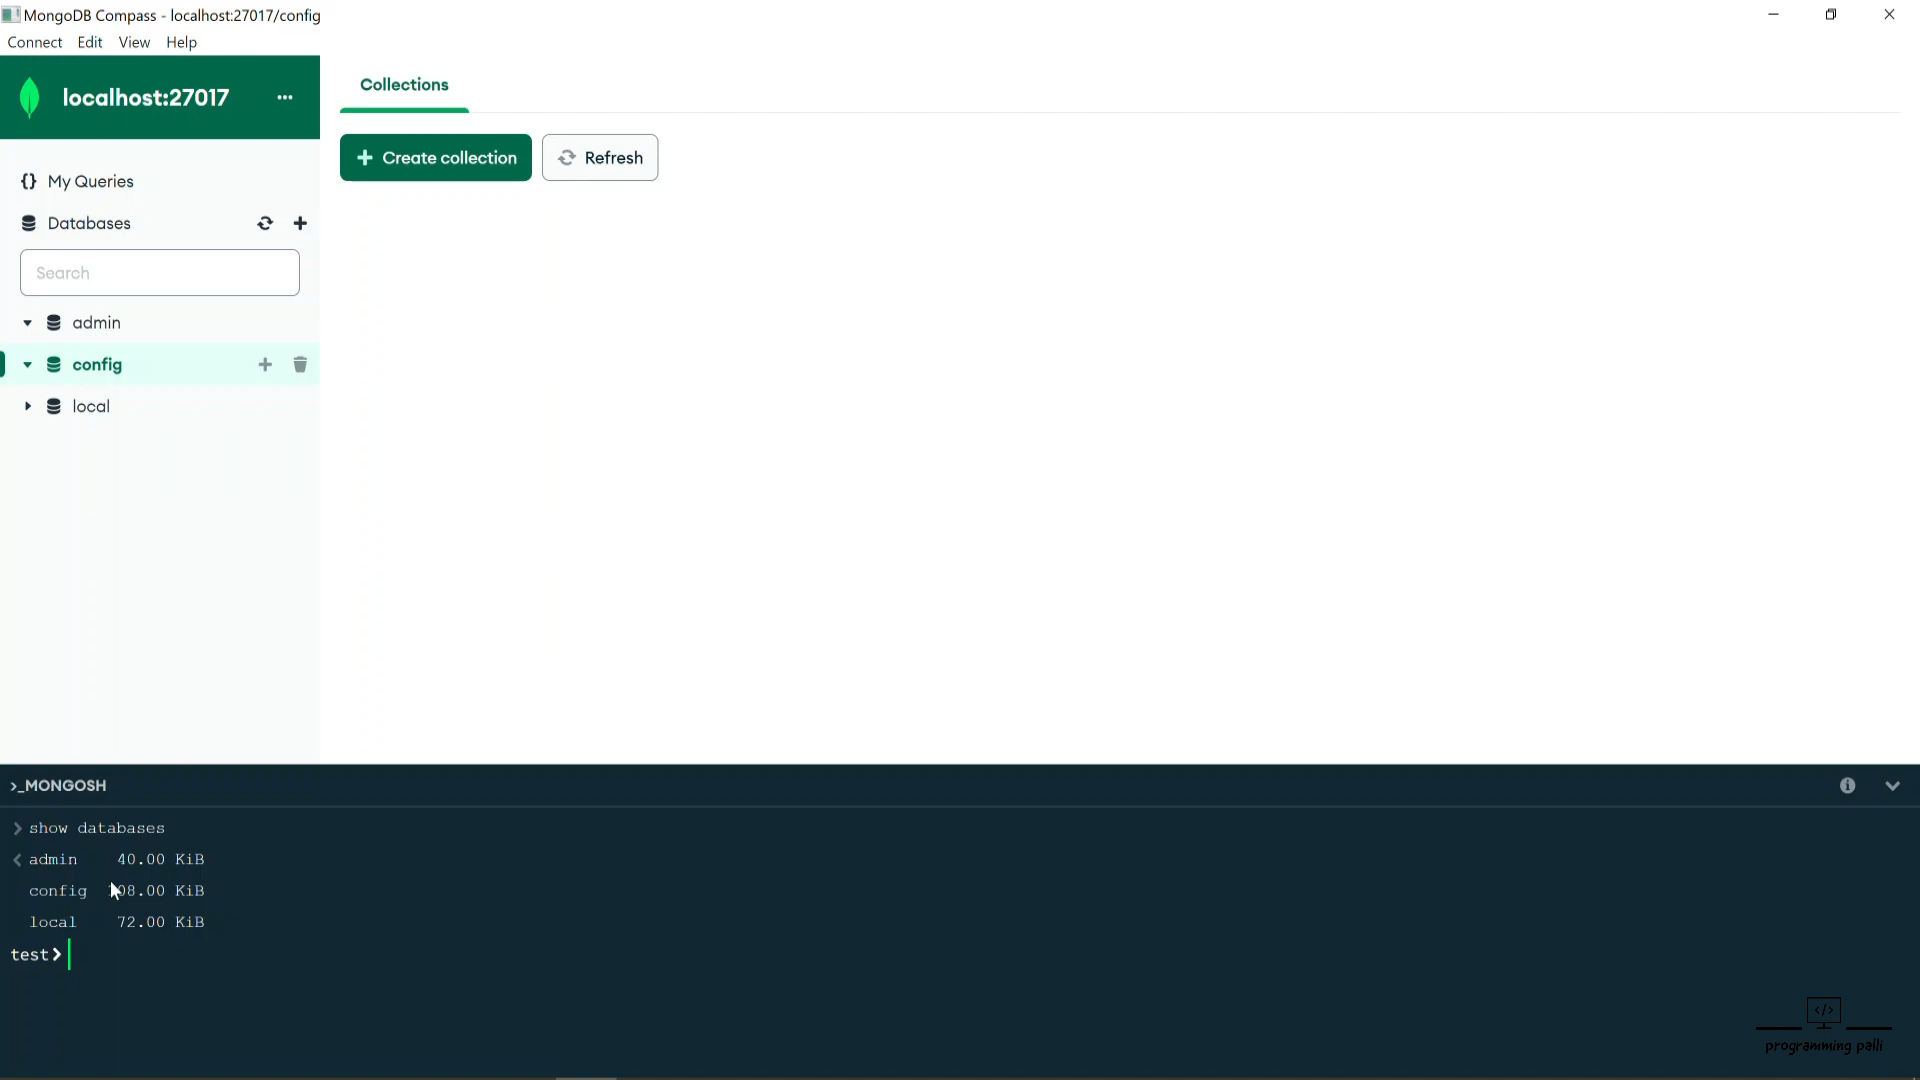 MongoDB Compass - localhost:27017/config
Connect Edit View Help
localhost:27017 ...
{} My Queries
Databases
Search
admin
config
local
Collections
+ Create collection
Refresh
>_MONGOSH
> show databases
< admin 40.00 KiB
config 08.00 KiB
local 72.00 KiB
test>
</>
programming palli